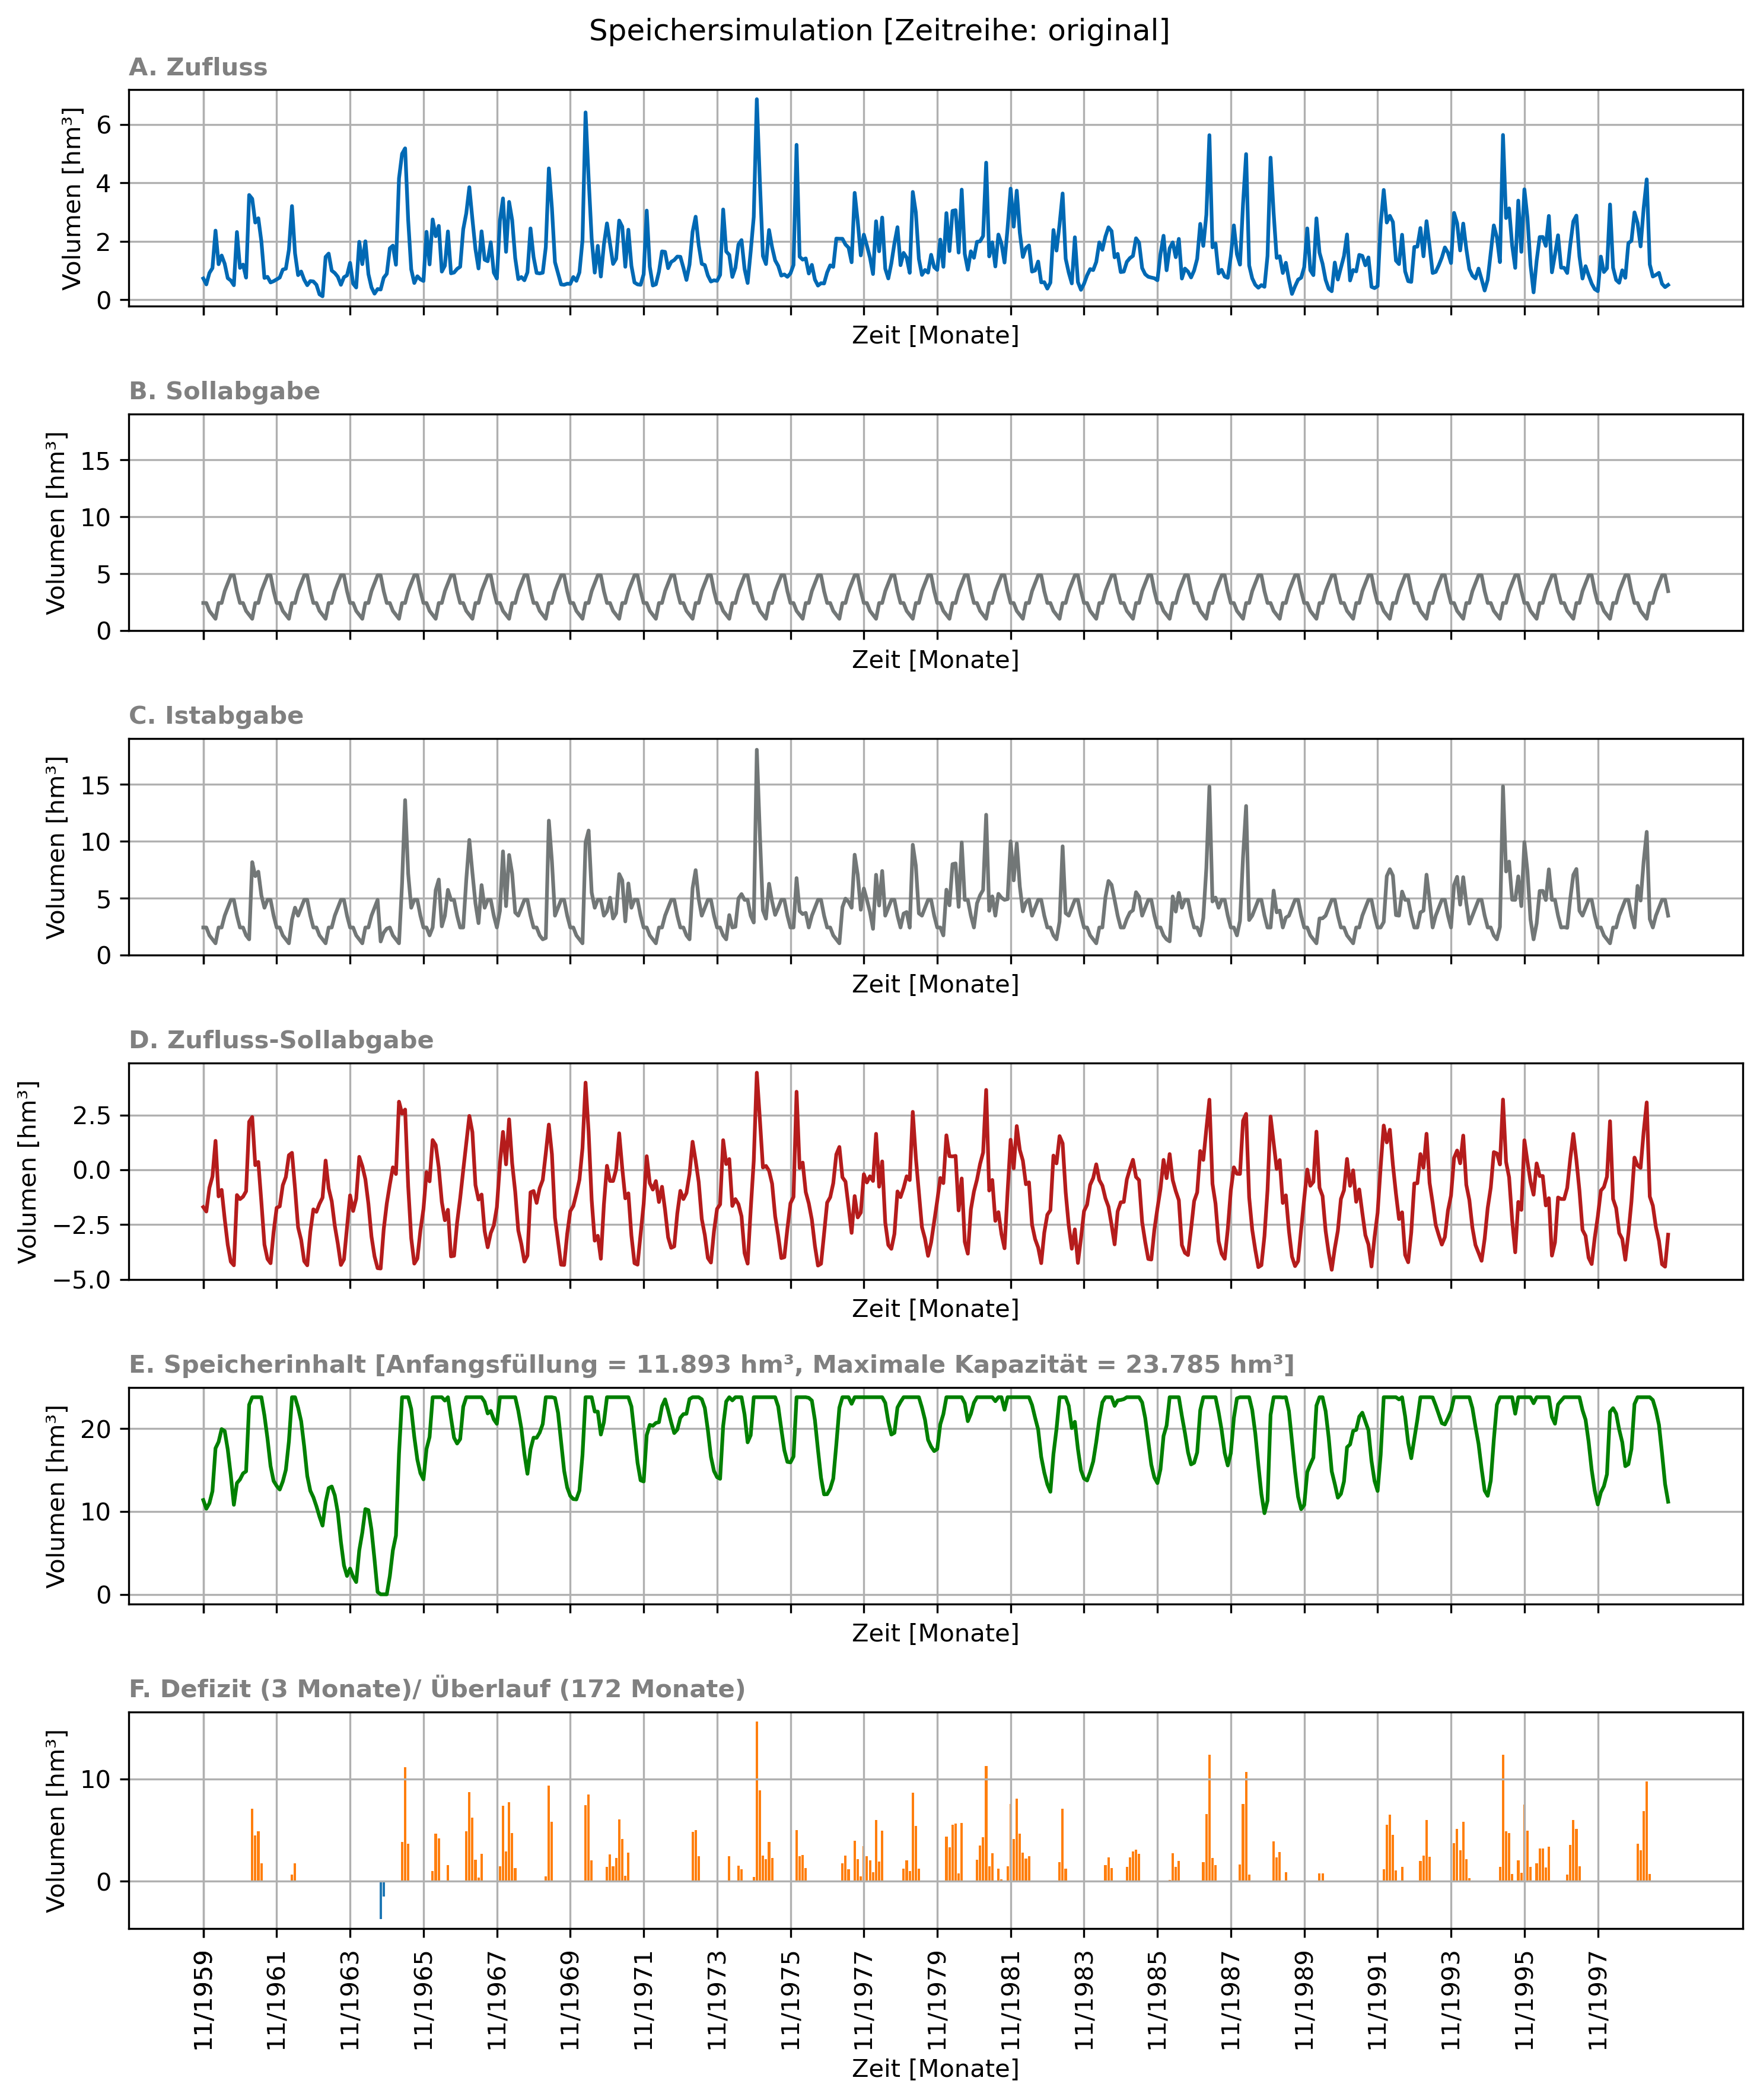 Speichersimulation [Zeitreihe: original]
A. Zufluss
Volumen [hm³]
6
4
2
0
Zeit [Monate]
B. Sollabgabe
Volumen [hm³]
15
10
5
0
Zeit [Monate]
C. Istabgabe
Volumen [hm³]
15
10
5
0
Zeit [Monate]
D. Zufluss-Sollabgabe
Volumen [hm³]
2.5
0.0
−2.5
−5.0
Zeit [Monate]
E. Speicherinhalt [Anfangsfüllung = 11.893 hm³, Maximale Kapazität = 23.785 hm³]
Volumen [hm³]
20
10
0
Zeit [Monate]
F. Defizit (3 Monate)/ Überlauf (172 Monate)
Volumen [hm³]
10
0
11/1959
11/1961
11/1963
11/1965
11/1967
11/1969
11/1971
11/1973
11/1975
11/1977
11/1979
11/1981
11/1983
11/1985
11/1987
11/1989
11/1991
11/1993
11/1995
11/1997
Zeit [Monate]